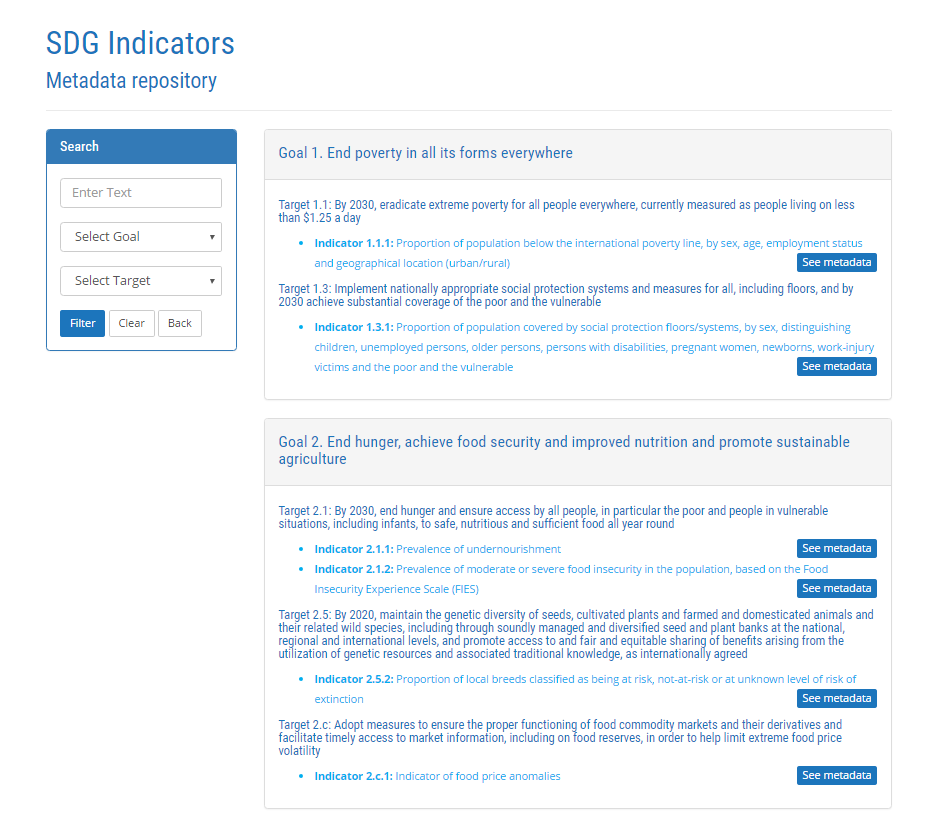 SDG Indicators
Metadata repository
Search
Enter Text
Select Goal
Select Target
Filter
Clear
Back
Goal 1. End poverty in all its forms everywhere
Target 1.1: By 2030, eradicate extreme poverty for all people everywhere, currently measured as people living on less
than $1.25 a day
Indicator 1.1.1: Proportion of population below the international poverty line, by sex, age, employment status
and geographical location (urban/rural)
See metadata
Target 1.3: Implement nationally appropriate social protection systems and measures for all, including floors, and by
2030 achieve substantial coverage of the poor and the vulnerable
Indicator 1.3.1: Proportion of population covered by social protection floors/systems, by sex, distinguishing
children, unemployed persons, older persons, persons with disabilities, pregnant women, newborns, work-injury
victims and the poor and the vulnerable
See metadata
Goal 2. End hunger, achieve food security and improved nutrition and promote sustainable
agriculture
Target 2.1: By 2030, end hunger and ensure access by all people, in particular the poor and people in vulnerable
situations, including infants, to safe, nutritious and sufficient food all year round
Indicator 2.1.1: Prevalence of undernourishment
See metadata
Indicator 2.1.2: Prevalence of moderate or severe food insecurity in the population, based on the Food
Insecurity Experience Scale (FIES)
See metadata
Target 2.5: By 2020, maintain the genetic diversity of seeds, cultivated plants and farmed and domesticated animals and
their related wild species, including through soundly managed and diversified seed and plant banks at the national,
regional and international levels, and promote access to and fair and equitable sharing of benefits arising from the
utilization of genetic resources and associated traditional knowledge, as internationally agreed
Indicator 2.5.2: Proportion of local breeds classified as being at risk, not-at-risk or at unknown level of risk of
extinction
See metadata
Target 2.c: Adopt measures to ensure the proper functioning of food commodity markets and their derivatives and
facilitate timely access to market information, including on food reserves, in order to help limit extreme food price
volatility
Indicator 2.c.1: Indicator of food price anomalies
See metadata